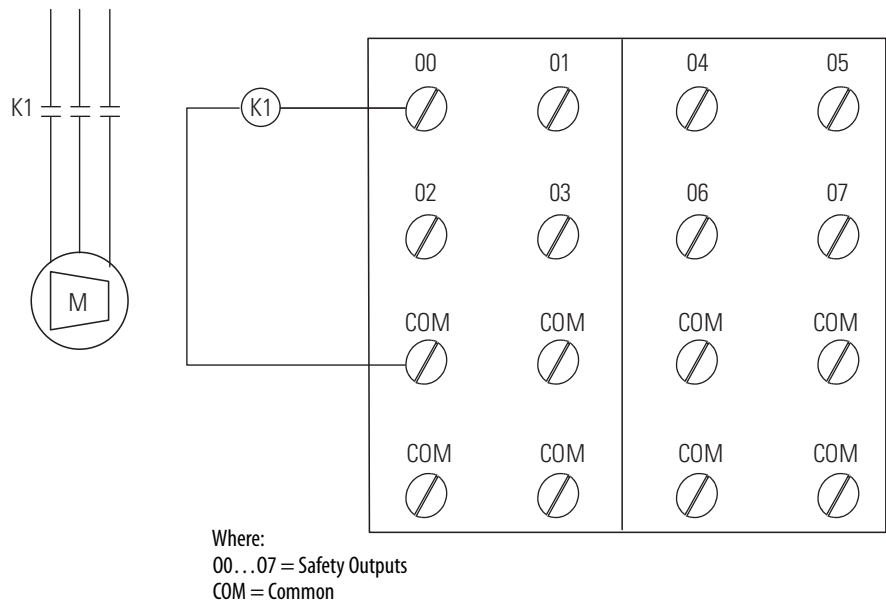 00 01 04 05
K1 K1
02 03 06 07
M
COM COM COM COM
COM COM COM COM
Where:
00...07 = Safety Outputs
COM = Common